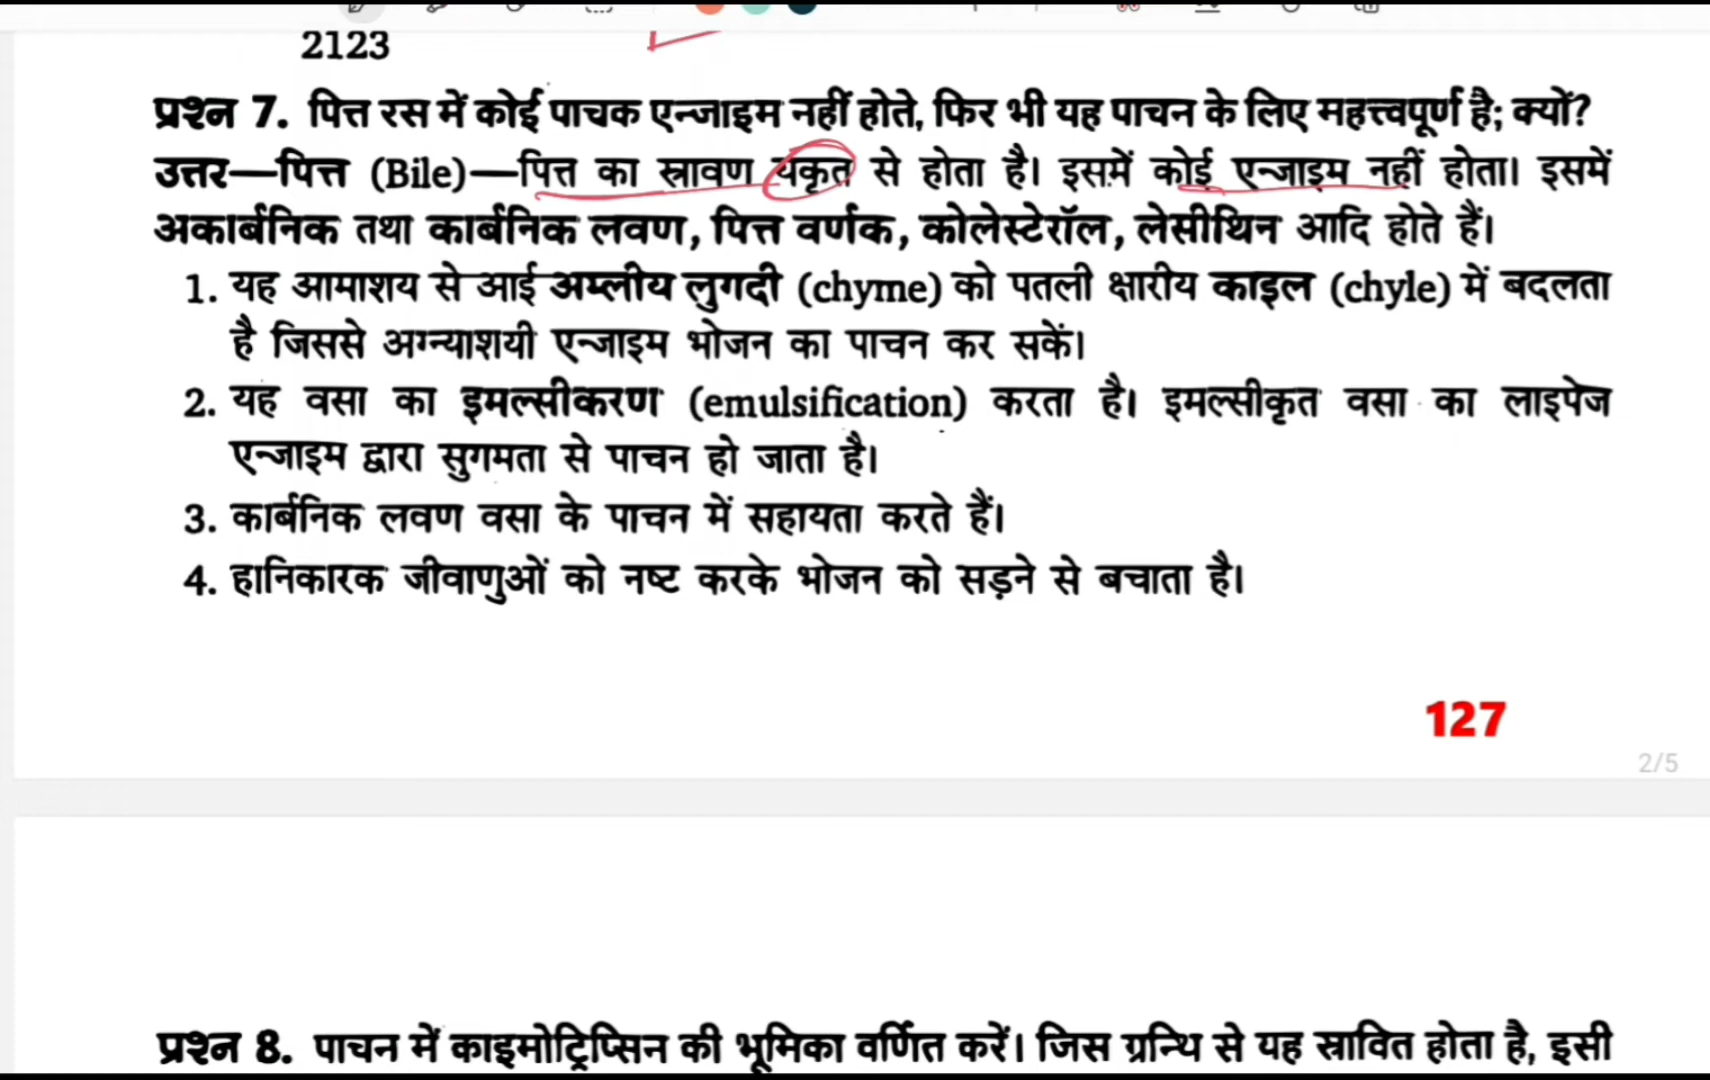 2123
प्रश्न 7. पित्त रस में कोई पाचक एन्जाइम नहीं होते, फिर भी यह पाचन के लिए महत्त्वपूर्ण है; क्यों?
उत्तर—पित्त (Bile)—पित्त का स्रावण यकृत से होता है। इसमें कोई एन्जाइम नहीं होता। इसमें
अकार्बनिक तथा कार्बनिक लवण, पित्त वर्णक, कोलेस्टेरॉल, लेसीथिन आदि होते हैं।
1. यह आमाशय से आई अम्लीय लुगदी (chyme) को पतली क्षारीय काइल (chyle) में बदलता
है जिससे अग्न्याशयी एन्जाइम भोजन का पाचन कर सकें।
2. यह वसा का इमल्सीकरण (emulsification) करता है। इमल्सीकृत वसा का लाइपेज
एन्जाइम द्वारा सुगमता से पाचन हो जाता है।
3. कार्बनिक लवण वसा के पाचन में सहायता करते हैं।
4. हानिकारक जीवाणुओं को नष्ट करके भोजन को सड़ने से बचाता है।
127
2/5
प्रश्न 8. पाचन में काइमोट्रिप्सिन की भूमिका वर्णित करें। जिस ग्रन्थि से यह स्रावित होता है, इसी